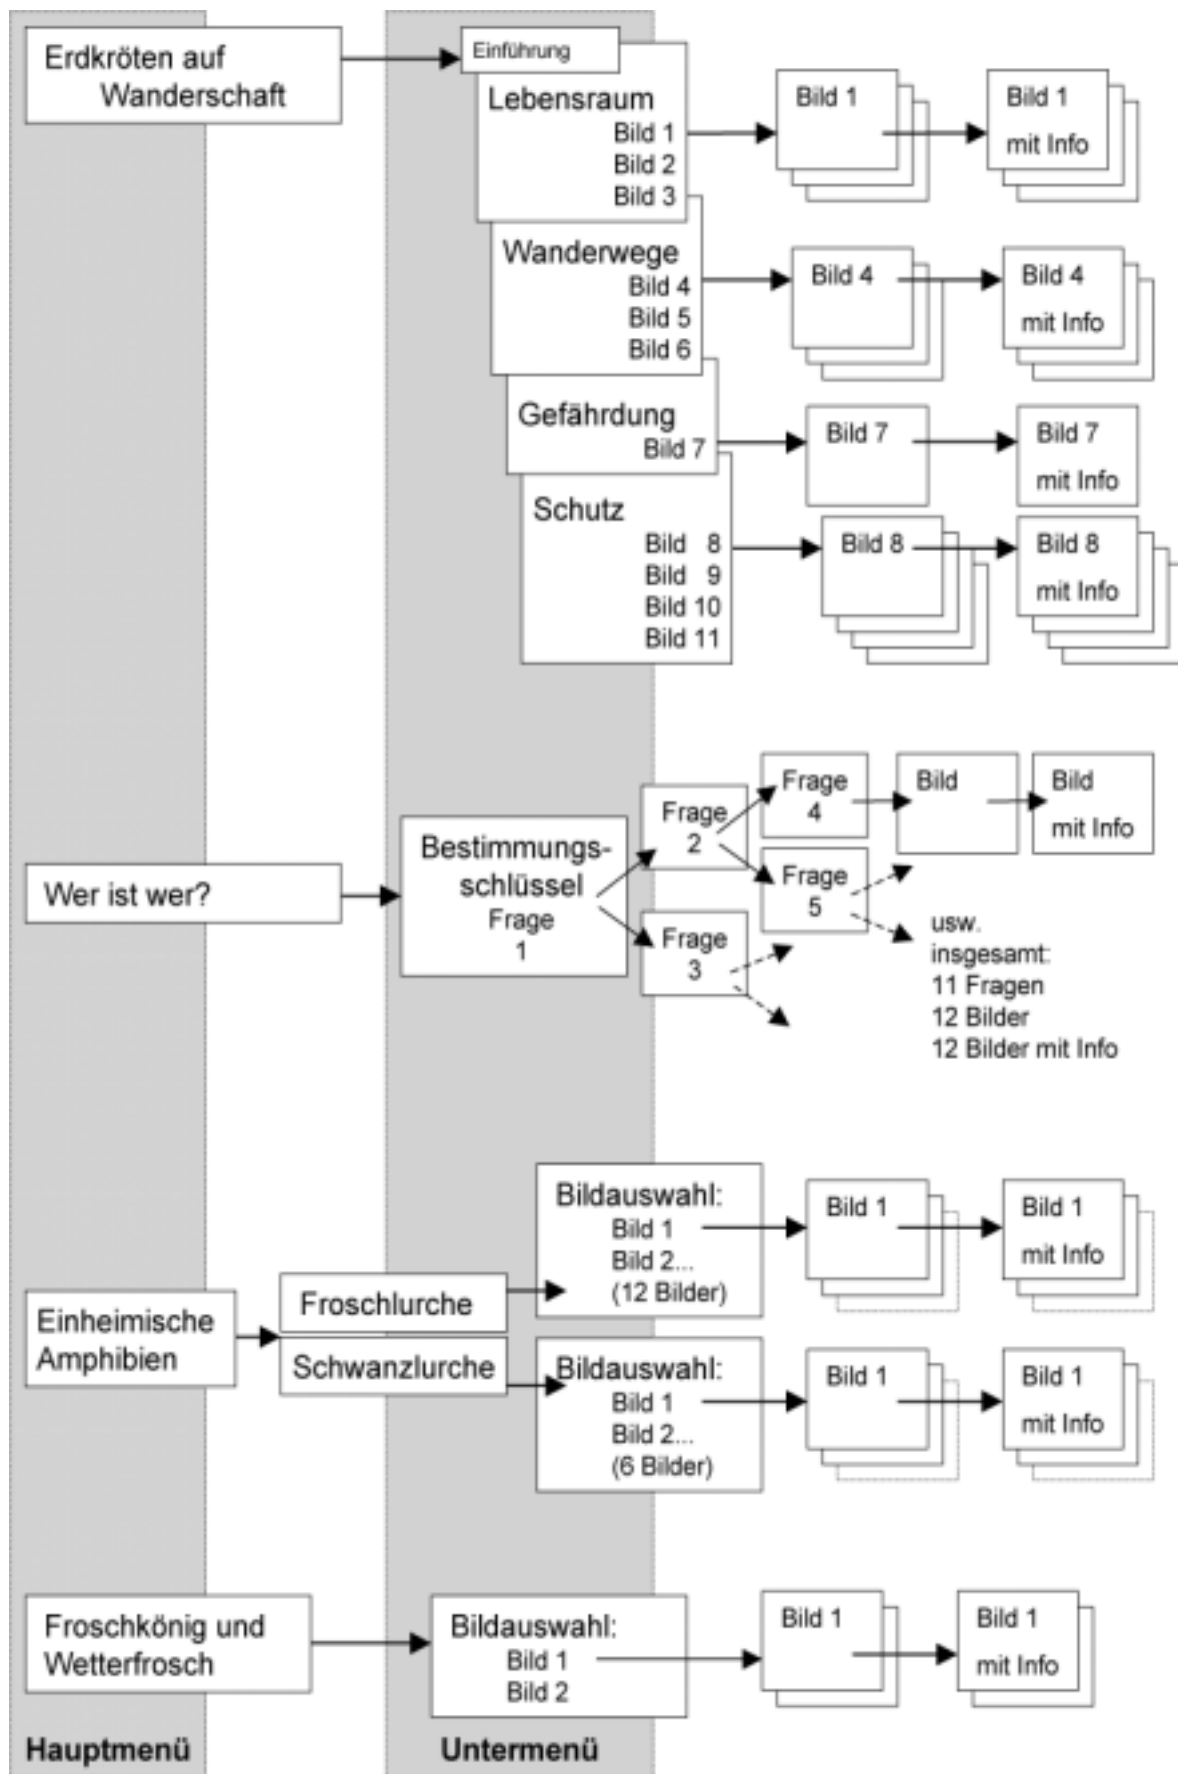 Erdkröten auf
Wanderschaft
Einführung
Lebensraum
Bild 1
Bild 2
Bild 3
Bild 1
Bild 1
mit Info
Wanderwege
Bild 4
Bild 5
Bild 6
Bild 4
Bild 4
mit Info
Gefährdung
Bild 7
Bild 7
Bild 7
mit Info
Schutz
Bild 8
Bild 9
Bild 10
Bild 11
Bild 8
Bild 8
mit Info
Wer ist wer?
Bestimmungs-
schlüssel
Frage
1
Frage
2
Frage
3
Frage
4
Frage
5
Bild
Bild
mit Info
usw.
insgesamt:
11 Fragen
12 Bilder
12 Bilder mit Info
Einheimische
Amphibien
Froschlurche
Schwanzlurche
Bildauswahl:
Bild 1
Bild 2...
(12 Bilder)
Bild 1
Bild 1
mit Info
Bildauswahl:
Bild 1
Bild 2...
(6 Bilder)
Bild 1
Bild 1
mit Info
Froschkönig und
Wetterfrosch
Bildauswahl:
Bild 1
Bild 2
Bild 1
Bild 1
mit Info
Hauptmenü
Untermenü